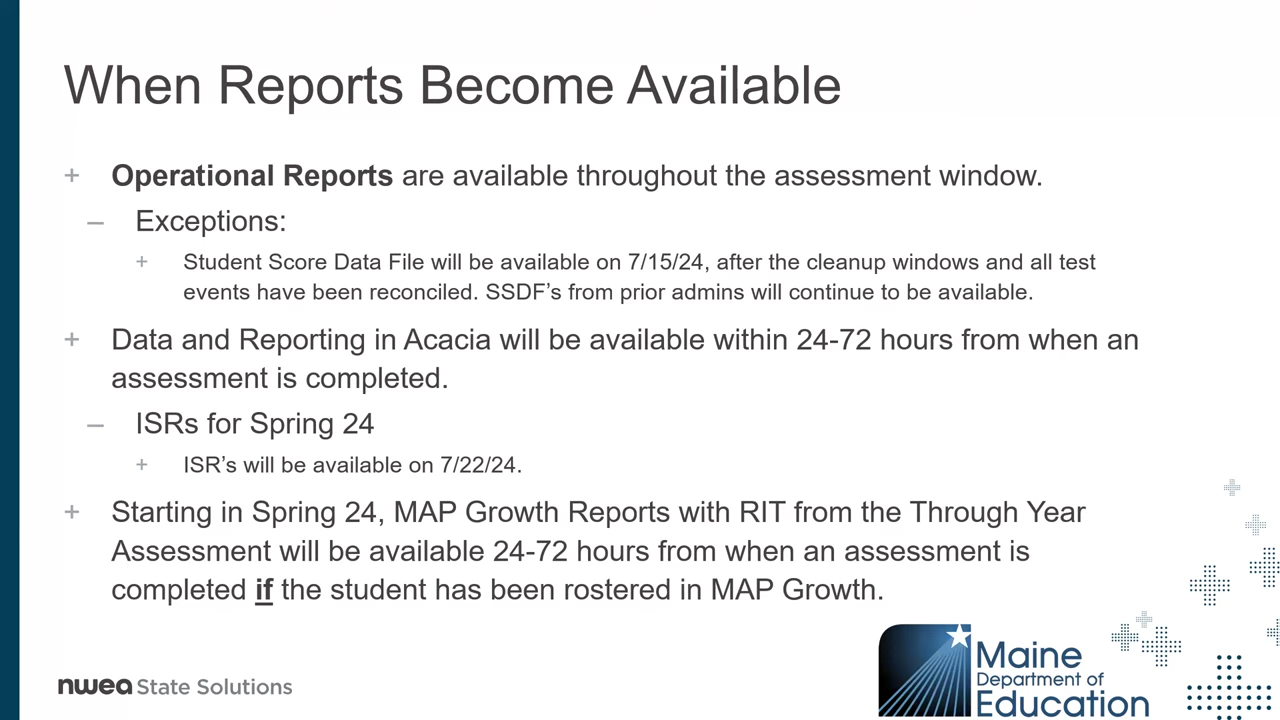 When Reports Become Available
+ Operational Reports are available throughout the assessment window.
– Exceptions:
+ Student Score Data File will be available on 7/15/24, after the cleanup windows and all test
events have been reconciled. SSDF’s from prior admins will continue to be available.
+ Data and Reporting in Acacia will be available within 24-72 hours from when an
assessment is completed.
– ISRs for Spring 24
+ ISR’s will be available on 7/22/24.
+ Starting in Spring 24, MAP Growth Reports with RIT from the Through Year
Assessment will be available 24-72 hours from when an assessment is
completed if the student has been rostered in MAP Growth.
nwea State Solutions
Maine
Department of
Education